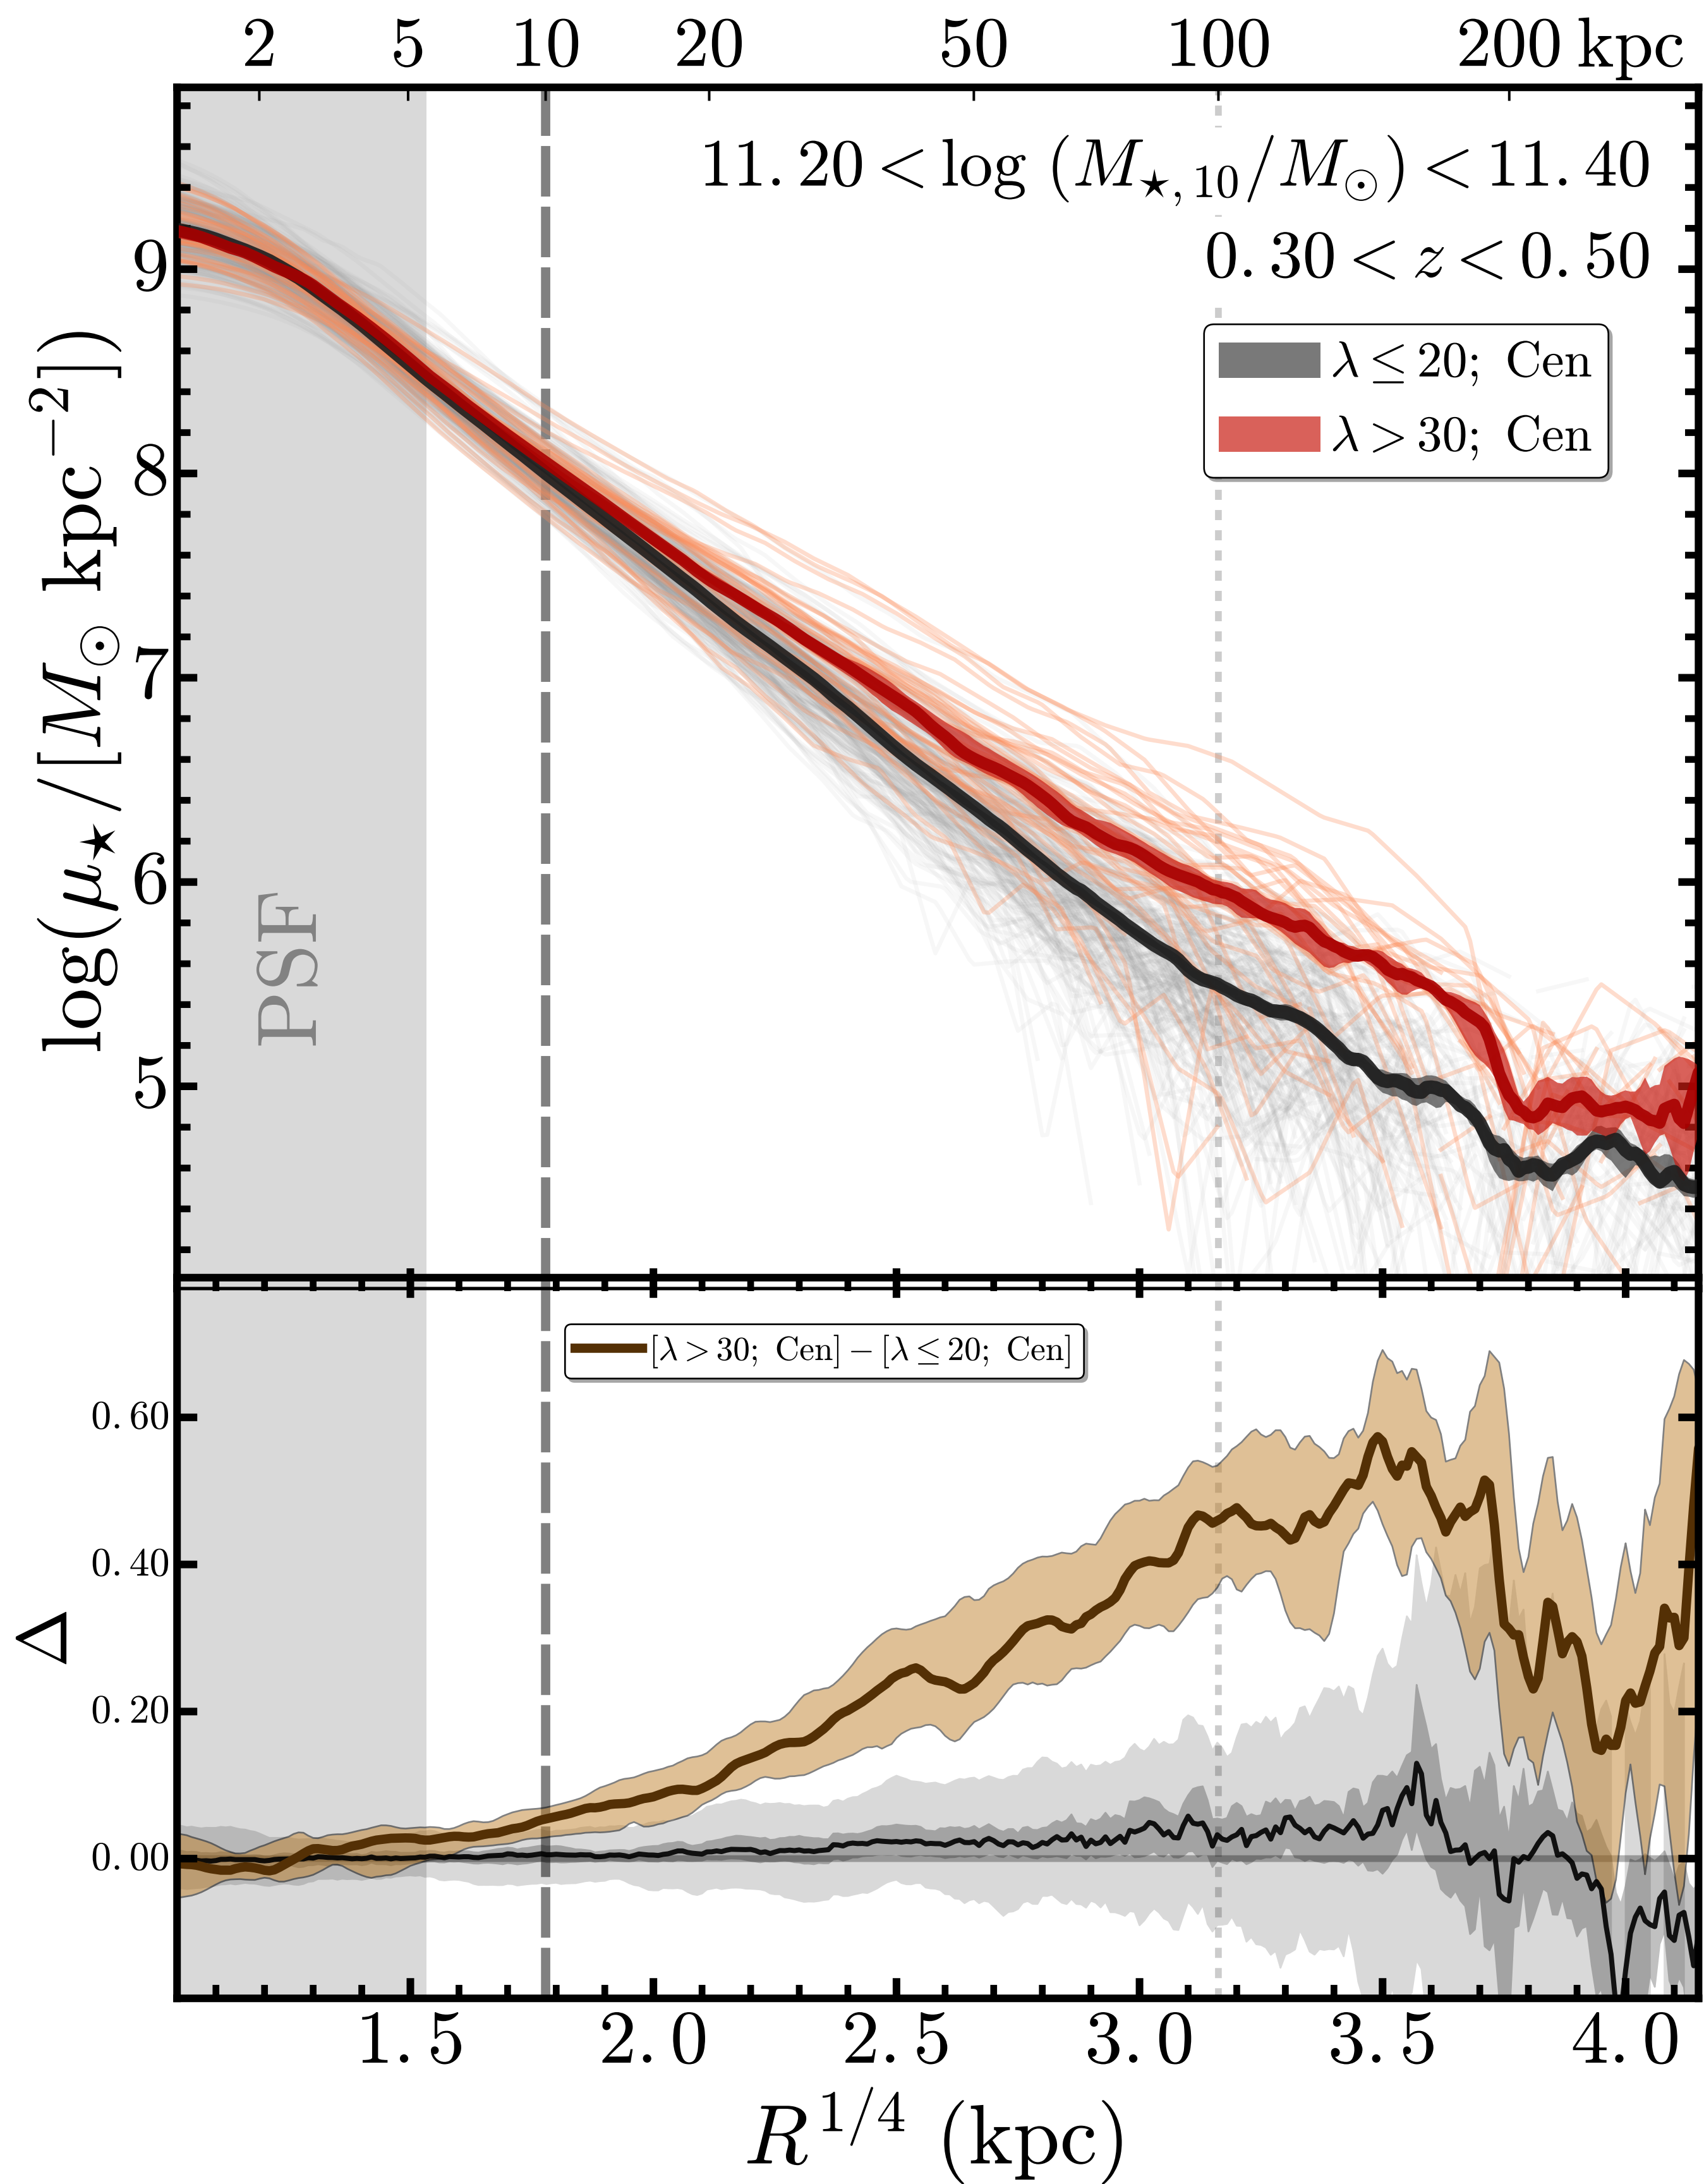 2 5 10 20 50 100 200 kpc
11.20 < log (M★,10/M⊙) < 11.40
0.30 < z < 0.50
λ ≤ 20; Cen
λ > 30; Cen
log(μ★/[M⊙ kpc⁻²])
9
8
7
6
5
PSF
[λ > 30; Cen] − [λ ≤ 20; Cen]
Δ
0.60
0.40
0.20
0.00
1.5 2.0 2.5 3.0 3.5 4.0
R^1/4 (kpc)